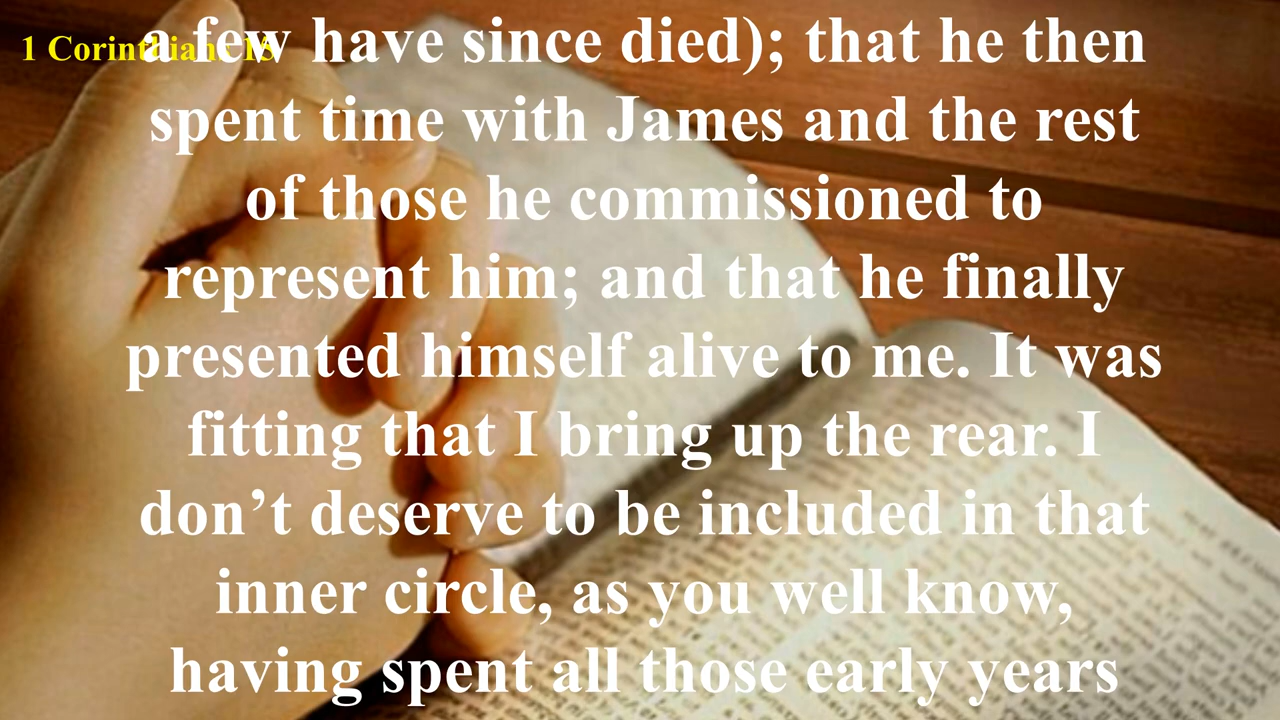 1 Corinthians 15
a few have since died); that he then
spent time with James and the rest
of those he commissioned to
represent him; and that he finally
presented himself alive to me. It was
fitting that I bring up the rear. I
don’t deserve to be included in that
inner circle, as you well know,
having spent all those early years